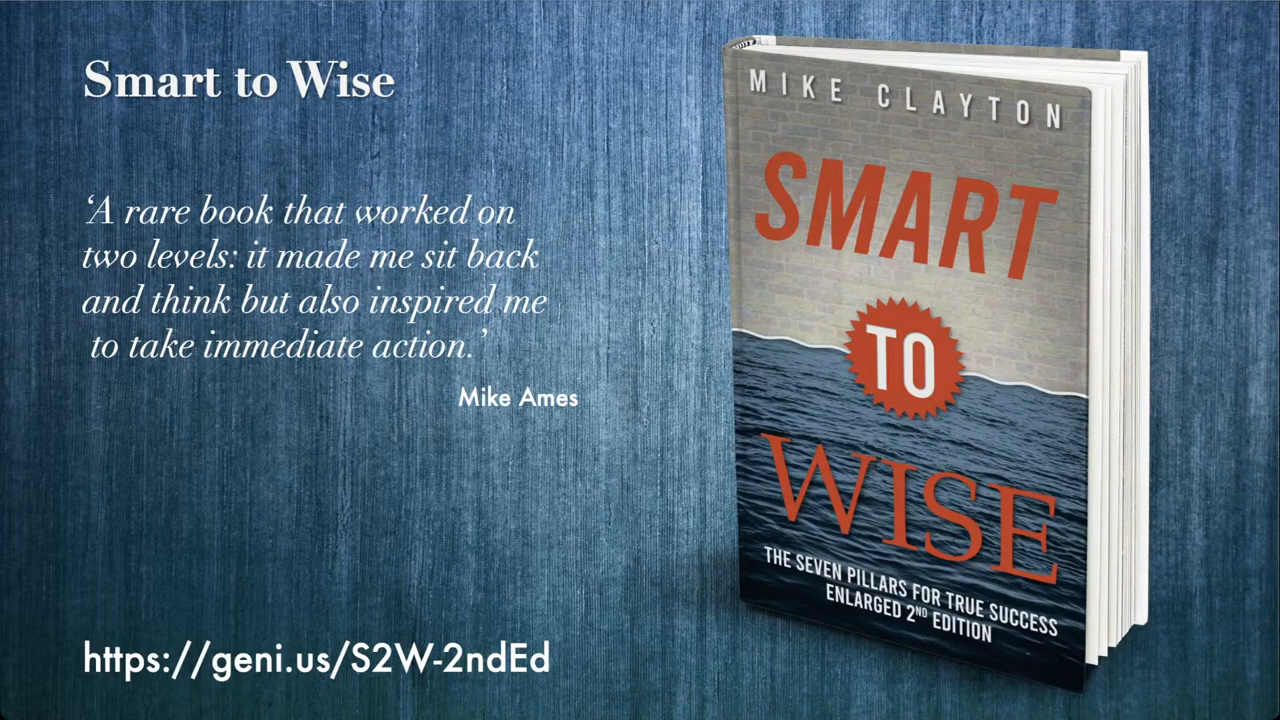 Smart to Wise
‘A rare book that worked on
two levels: it made me sit back
and think but also inspired me
to take immediate action.’
Mike Ames
https://geni.us/S2W-2ndEd
MIKE CLAYTON
SMART
TO
WISE
THE SEVEN PILLARS FOR TRUE SUCCESS
ENLARGED 2ND EDITION